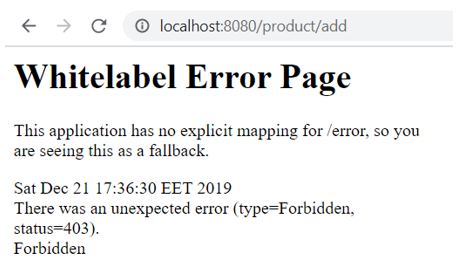 localhost:8080/product/add
Whitelabel Error Page
This application has no explicit mapping for /error, so you
are seeing this as a fallback.
Sat Dec 21 17:36:30 EET 2019
There was an unexpected error (type=Forbidden,
status=403).
Forbidden